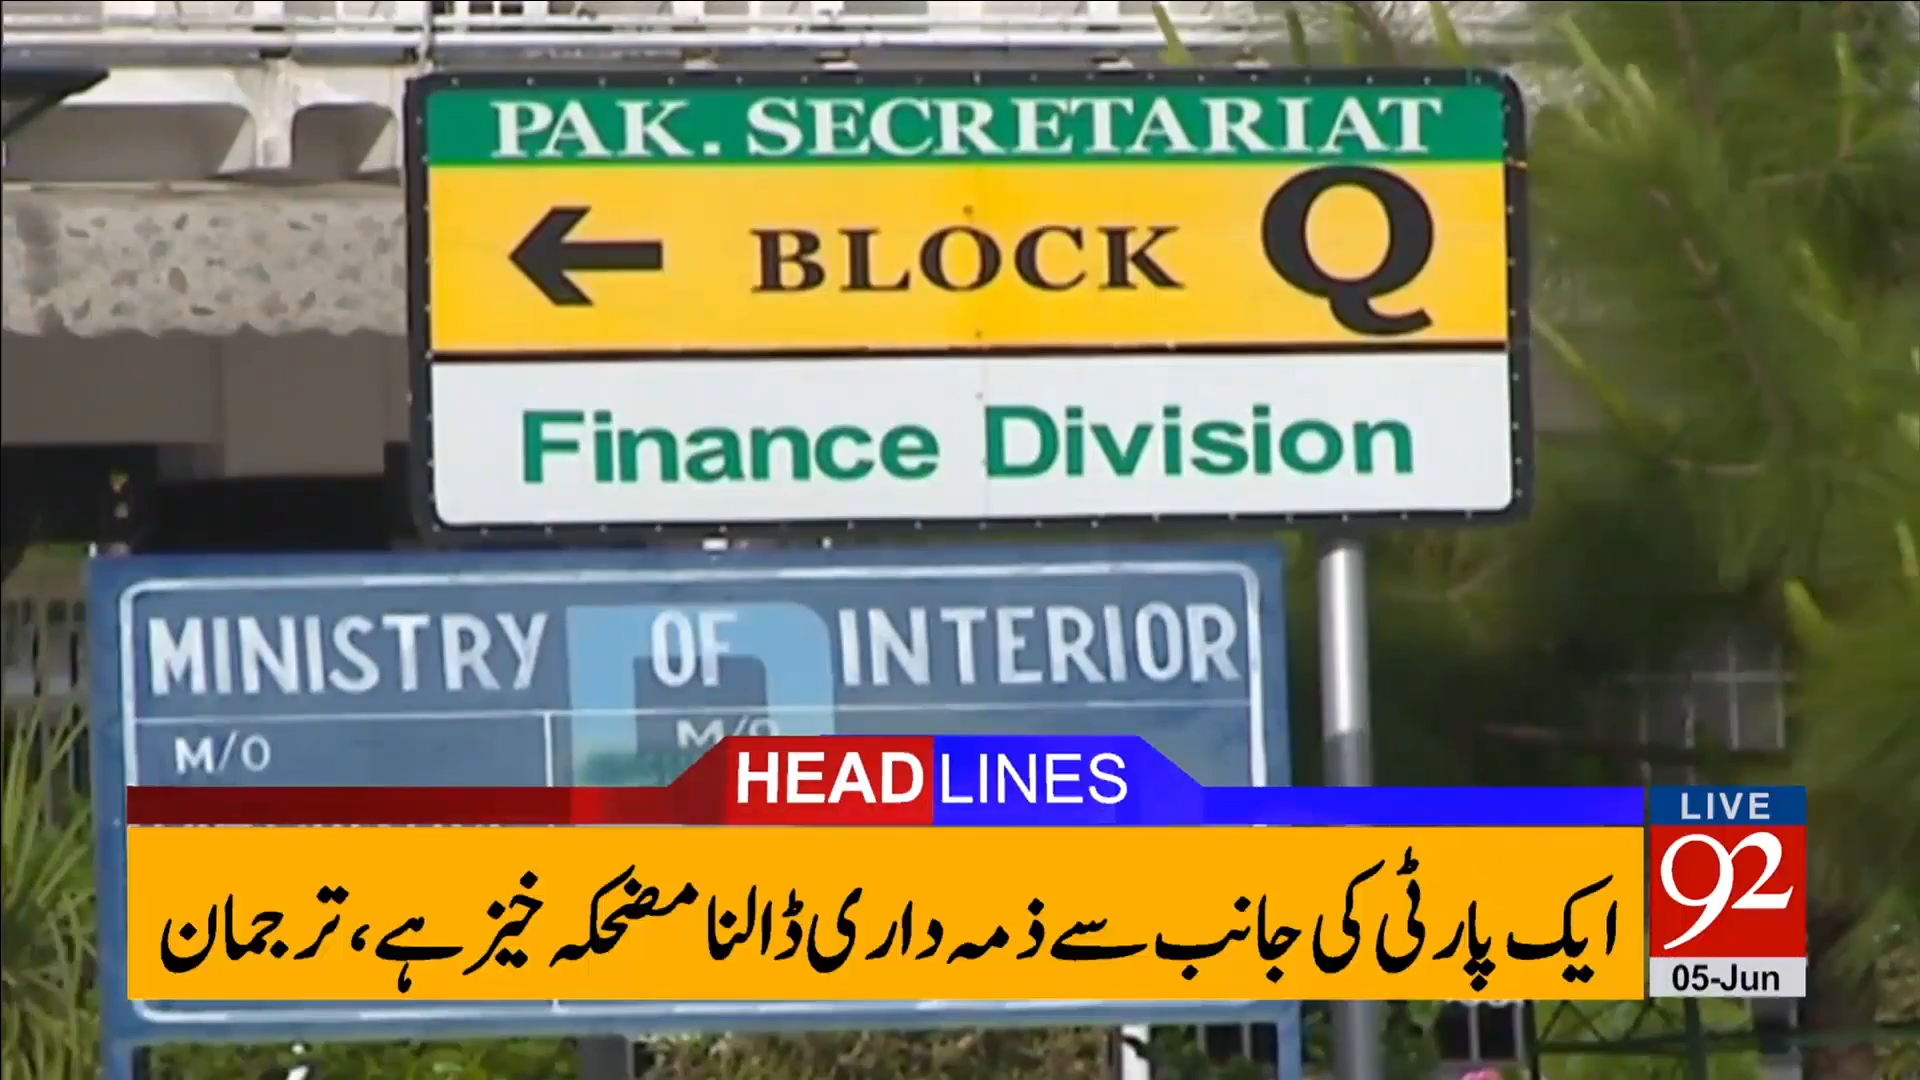 PAK. SECRETARIAT
← BLOCK Q
Finance Division
MINISTRY OF INTERIOR
M/O M/O
HEADLINES
ایک پارٹی کی جانب سے ذمہ داری ڈالنا مضحکہ خیز ہے، ترجمان
LIVE
92
05-Jun